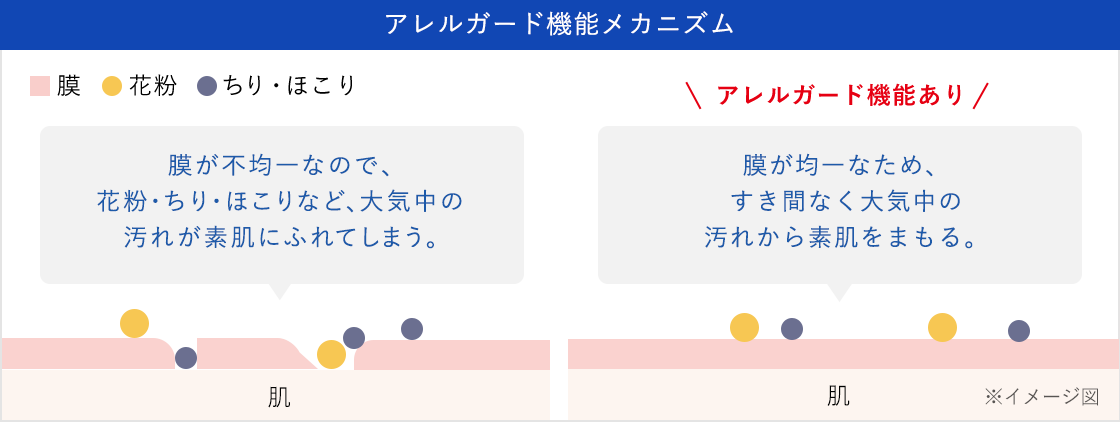 アレルガード機能メカニズム
膜 花粉 ちり・ほこり
膜が不均一なので、
花粉・ちり・ほこりなど、大気中の
汚れが素肌にふれてしまう。
肌
アレルガード機能あり
膜が均一なため、
すき間なく大気中の
汚れから素肌をまもる。
肌
※イメージ図